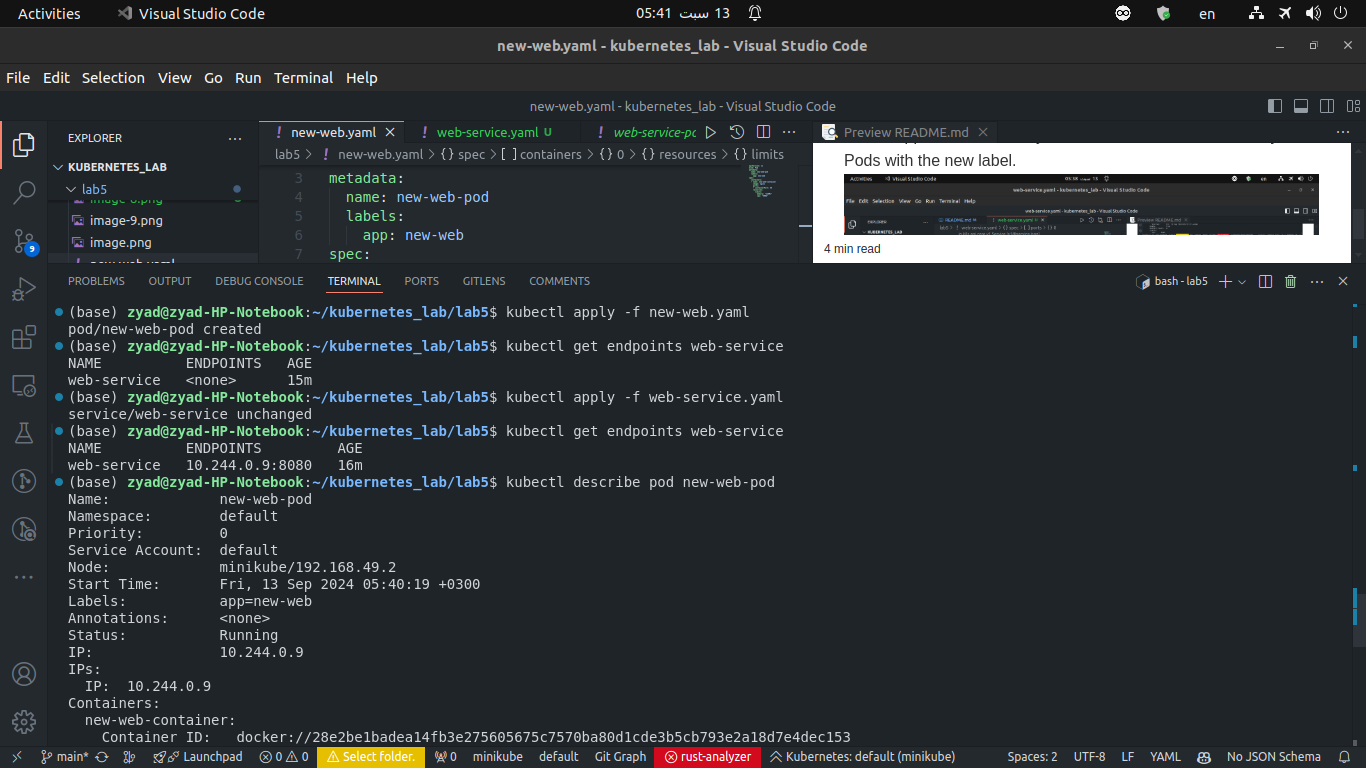 Activities Visual Studio Code 13 سبت 05:41 en
new-web.yaml - kubernetes_lab - Visual Studio Code
File Edit Selection View Go Run Terminal Help
new-web.yaml - kubernetes_lab - Visual Studio Code
EXPLORER ...
! new-web.yaml ! web-service.yaml U ! web-service-po
Preview README.md
KUBERNETES_LAB
lab5
image-9.png
image.png
lab5 > ! new-web.yaml > {} spec > [ ] containers > {} 0 > {} resources > {} limits
3 metadata:
4 name: new-web-pod
5 labels:
6 app: new-web
7 spec:
Pods with the new label.
4 min read
9
PROBLEMS OUTPUT DEBUG CONSOLE TERMINAL PORTS GITLENS COMMENTS bash - lab5
(base) zyad@zyad-HP-Notebook:~/kubernetes_lab/lab5$ kubectl apply -f new-web.yaml
pod/new-web-pod created
(base) zyad@zyad-HP-Notebook:~/kubernetes_lab/lab5$ kubectl get endpoints web-service
NAME ENDPOINTS AGE
web-service <none> 15m
(base) zyad@zyad-HP-Notebook:~/kubernetes_lab/lab5$ kubectl apply -f web-service.yaml
service/web-service unchanged
(base) zyad@zyad-HP-Notebook:~/kubernetes_lab/lab5$ kubectl get endpoints web-service
NAME ENDPOINTS AGE
web-service 10.244.0.9:8080 16m
(base) zyad@zyad-HP-Notebook:~/kubernetes_lab/lab5$ kubectl describe pod new-web-pod
Name: new-web-pod
Namespace: default
Priority: 0
Service Account: default
Node: minikube/192.168.49.2
Start Time: Fri, 13 Sep 2024 05:40:19 +0300
Labels: app=new-web
Annotations: <none>
Status: Running
IP: 10.244.0.9
IPs:
IP: 10.244.0.9
Containers:
new-web-container:
Container ID: docker://28e2be1badea14fb3e275605675c7570ba80d1cde3b5cb793e2a18d7e4dec153
main* Launchpad 0 0 Select folder. 0 minikube default Git Graph rust-analyzer Kubernetes: default (minikube) Spaces: 2 UTF-8 LF YAML No JSON Schema